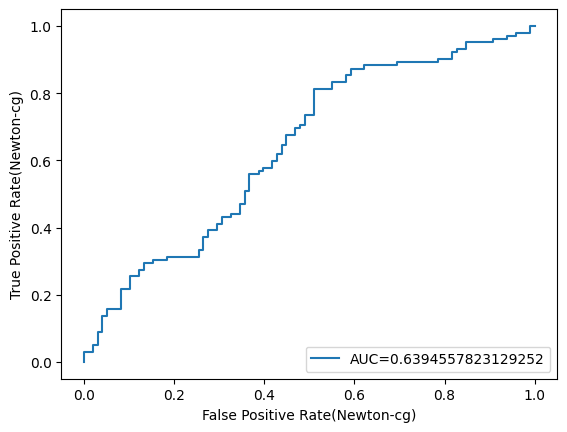 1.0
0.8
0.6
0.4
0.2
0.0
True Positive Rate(Newton-cg)
AUC=0.6394557823129252
0.0 0.2 0.4 0.6 0.8 1.0
False Positive Rate(Newton-cg)